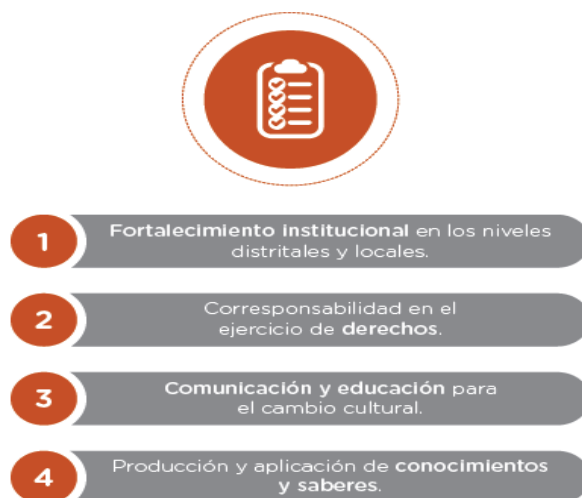 1
Fortalecimiento institucional en los niveles
distritales y locales.
2
Corresponsabilidad en el
ejercicio de derechos.
3
Comunicación y educación para
el cambio cultural.
4
Producción y aplicación de conocimientos
y saberes.